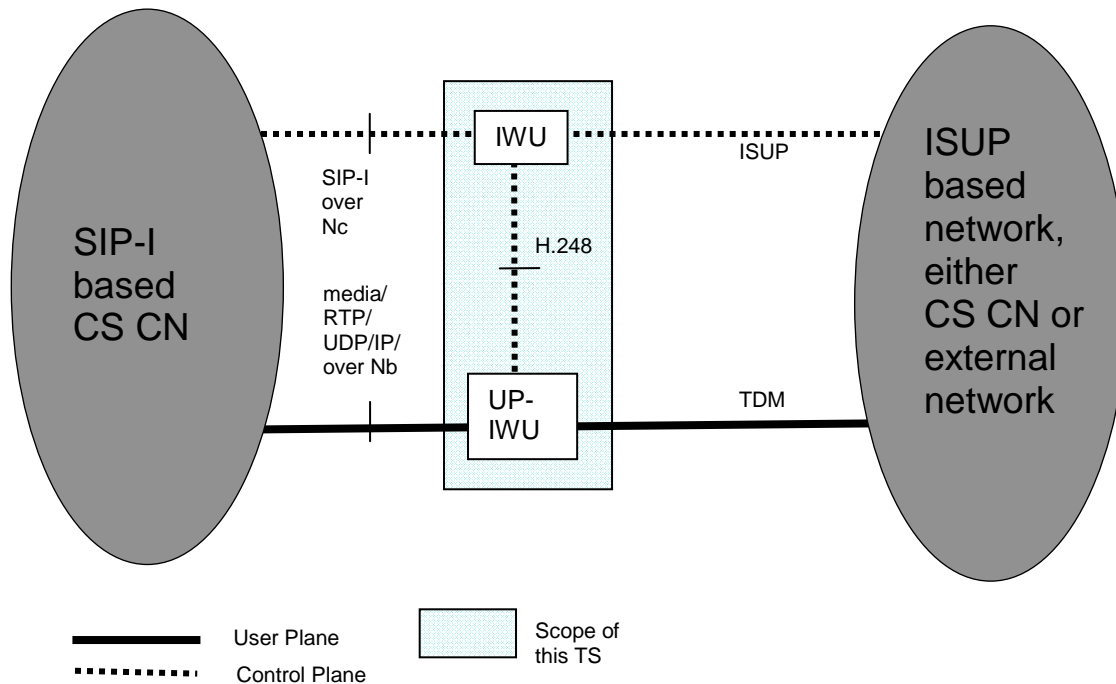 SIP-I
based
CS CN
SIP-I
over
Nc
media/
RTP/
UDP/IP/
over Nb
IWU
H.248
UP-
IWU
ISUP
TDM
ISUP
based
network,
either
CS CN or
external
network
User Plane
Control Plane
Scope of
this TS